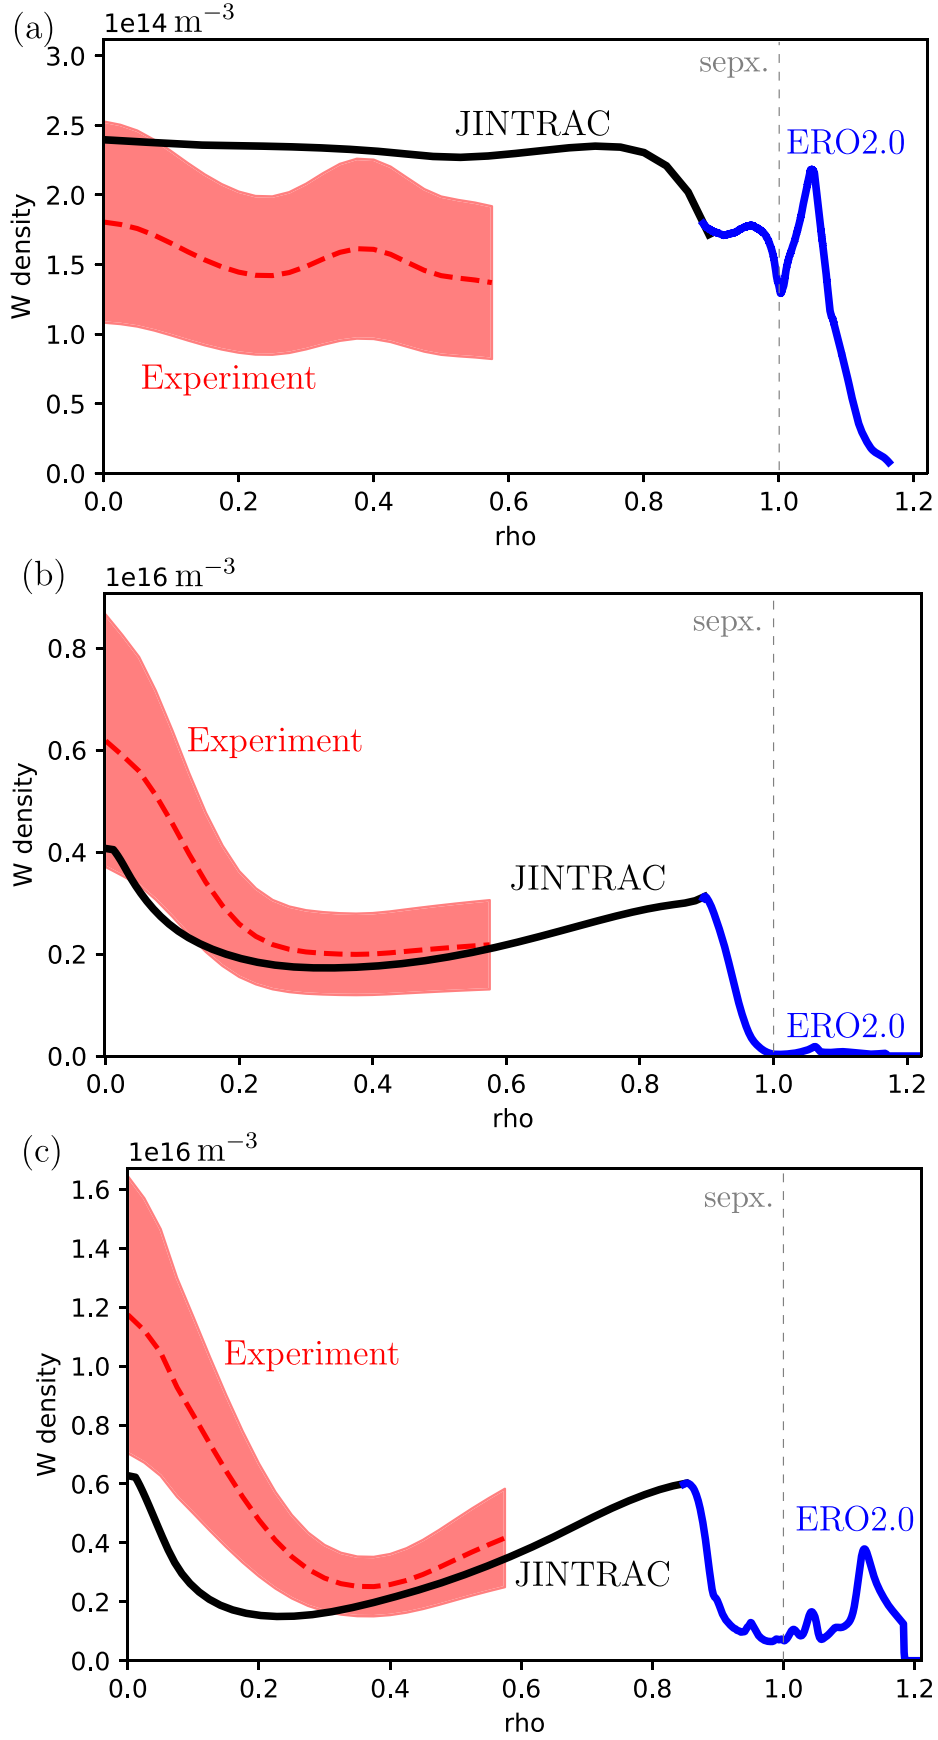 (a)
1e14 m⁻³
3.0
2.5
2.0
1.5
1.0
0.5
0.0
W density
sepx.
JINTRAC
ERO2.0
Experiment
0.0 0.2 0.4 0.6 0.8 1.0 1.2
rho
(b)
1e16 m⁻³
0.8
0.6
0.4
0.2
0.0
W density
sepx.
Experiment
JINTRAC
ERO2.0
0.0 0.2 0.4 0.6 0.8 1.0 1.2
rho
(c)
1e16 m⁻³
1.6
1.4
1.2
1.0
0.8
0.6
0.4
0.2
0.0
W density
sepx.
Experiment
ERO2.0
JINTRAC
0.0 0.2 0.4 0.6 0.8 1.0 1.2
rho